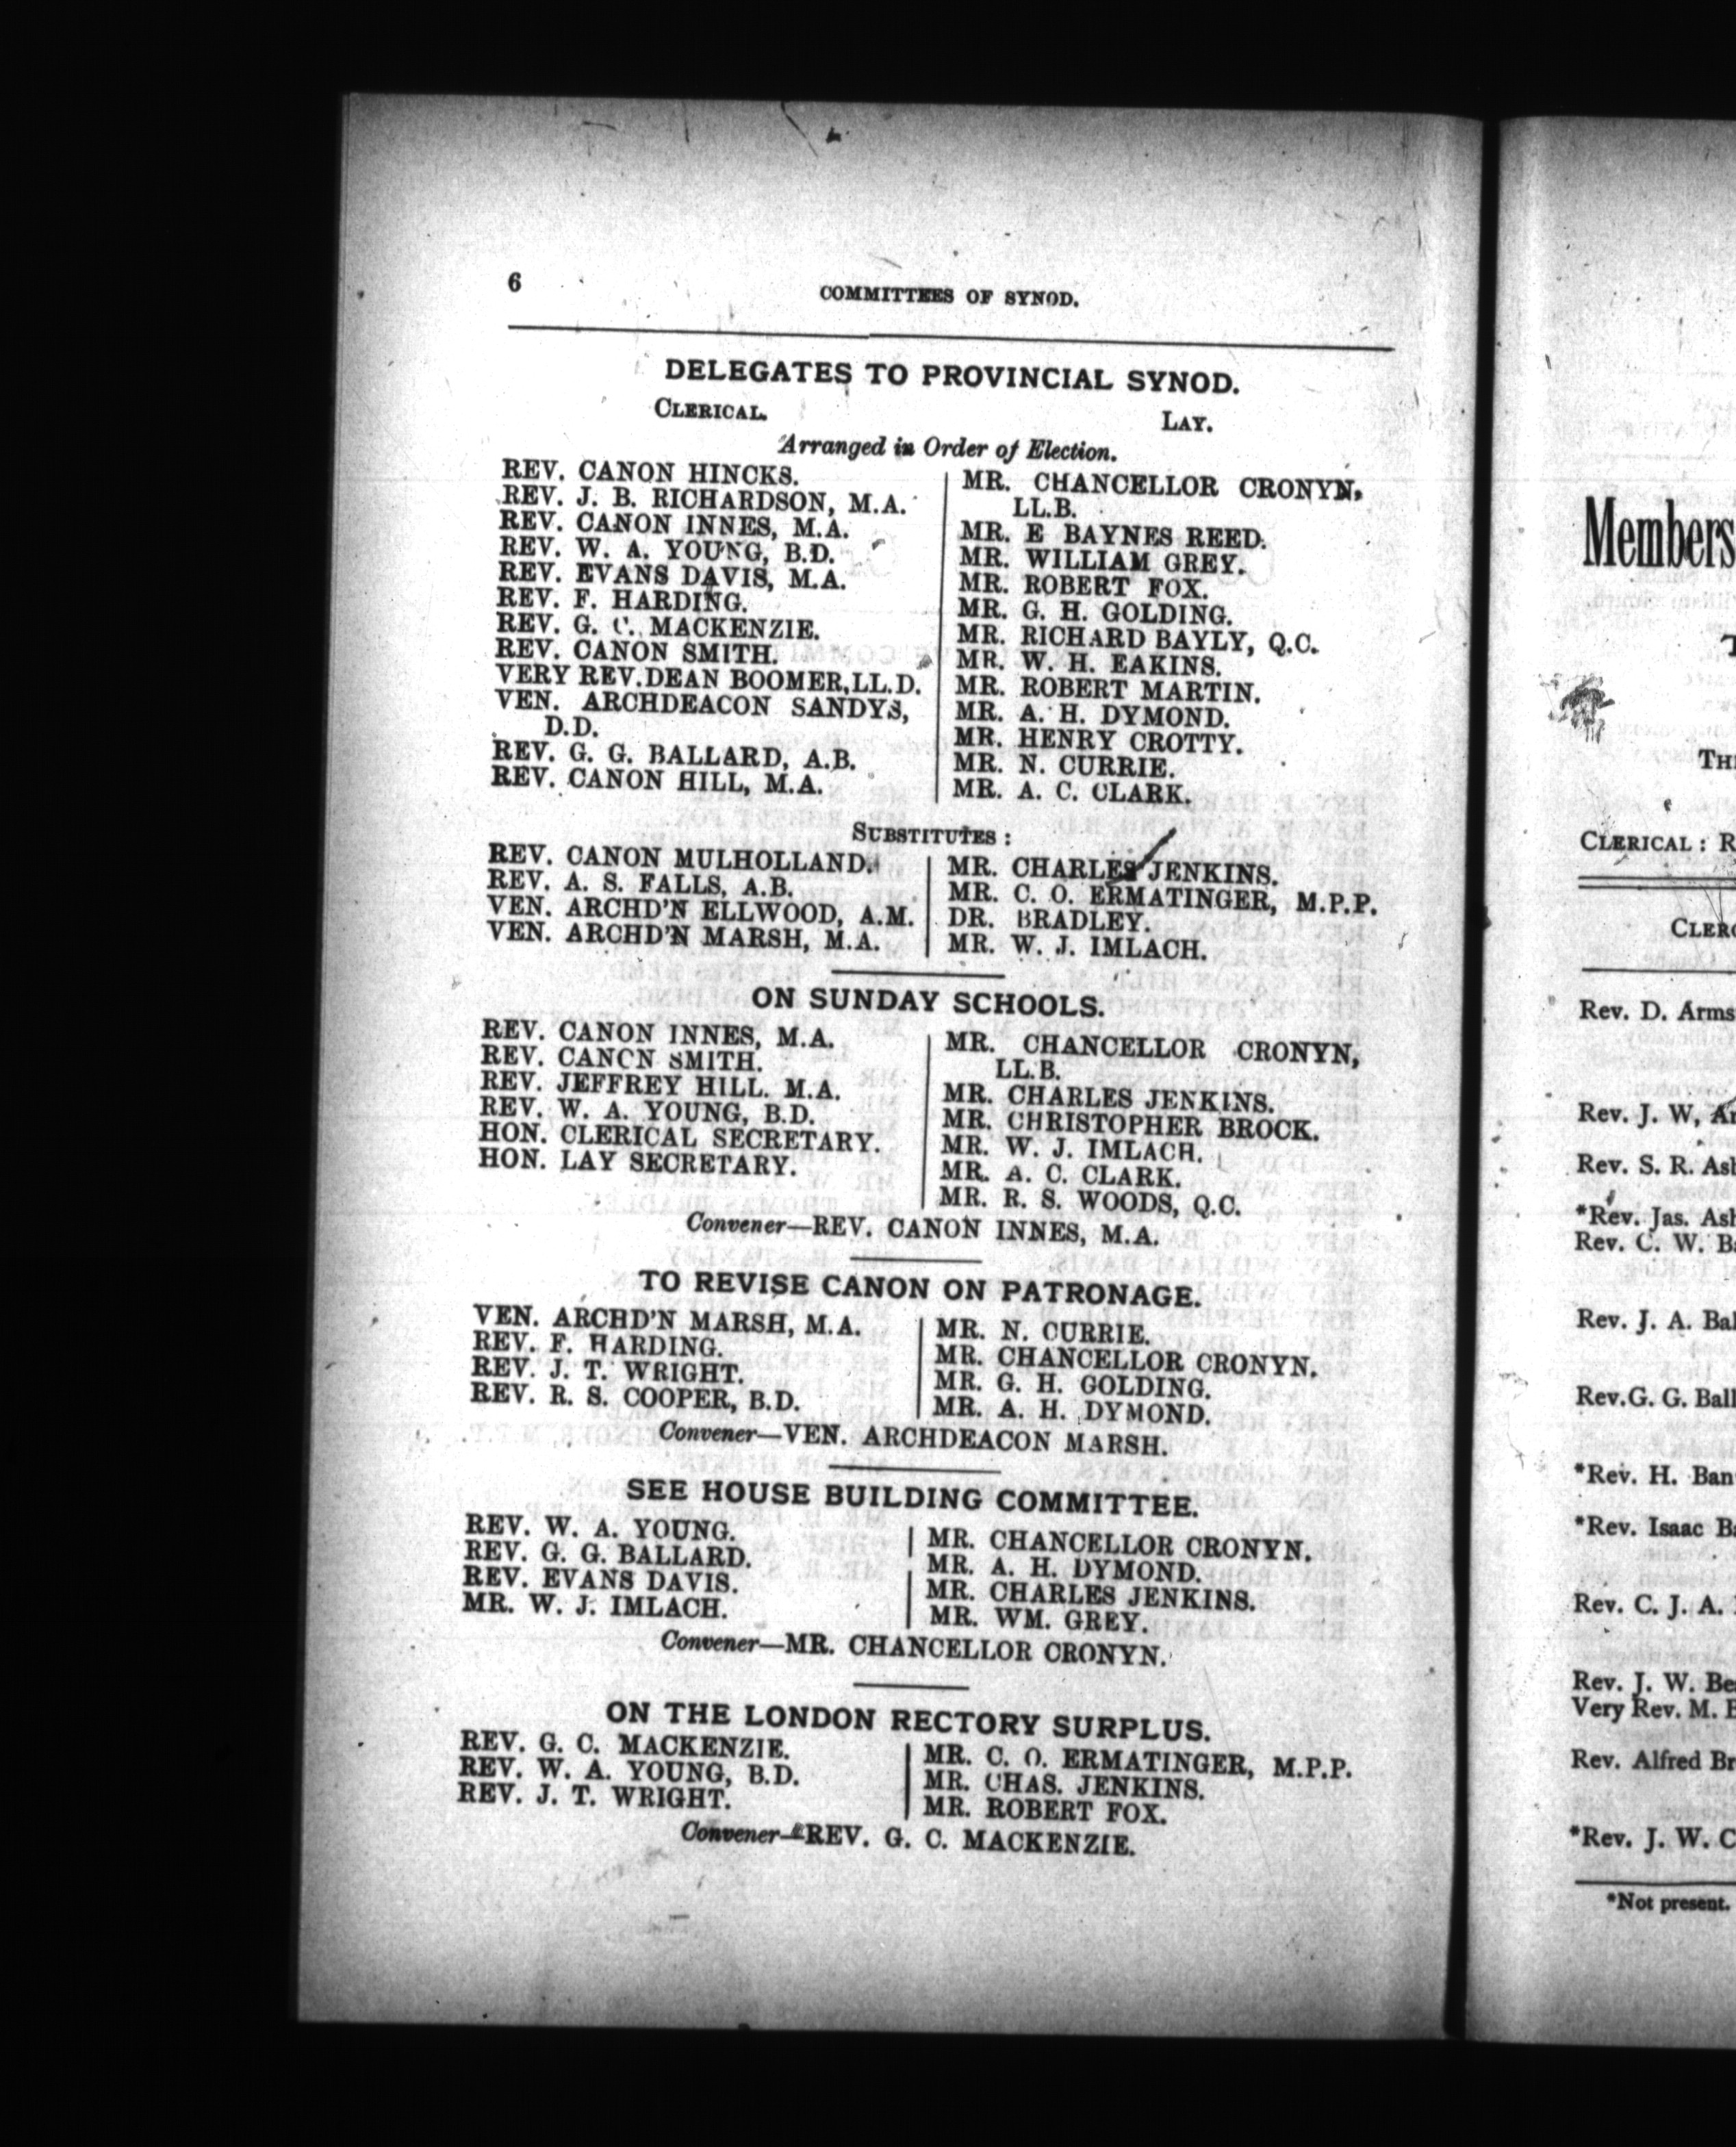 6
COMMITTEES OF SYNOD.
DELEGATES TO PROVINCIAL SYNOD.
CLERICAL.
LAY.
Arranged in Order of Election.
REV. CANON HINCKS.
REV. J. B. RICHARDSON, M.A.
REV. CANON INNES, M.A.
REV. W. A. YOUNG, B.D.
REV. EVANS DAVIS, M.A.
REV. F. HARDING.
REV. G. C. MACKENZIE.
REV. CANON SMITH.
VERY REV. DEAN BOOMER, LL.D.
VEN. ARCHDEACON SANDYS,
D.D.
REV. G. G. BALLARD, A.B.
REV. CANON HILL, M.A.
MR. CHANCELLOR CRONYN,
LL.B.
MR. E BAYNES REED.
MR. WILLIAM GREY.
MR. ROBERT FOX.
MR. G. H. GOLDING.
MR. RICHARD BAYLY, Q.C.
MR. W. H. EAKINS.
MR. ROBERT MARTIN.
MR. A. H. DYMOND.
MR. HENRY CROTTY.
MR. N. CURRIE.
MR. A. C. CLARK.
SUBSTITUTES :
REV. CANON MULHOLLAND.
REV. A. S. FALLS, A.B.
VEN. ARCHD'N ELLWOOD, A.M.
VEN. ARCHD'N MARSH, M.A.
MR. CHARLES JENKINS.
MR. C. O. ERMATINGER, M.P.P.
DR. BRADLEY.
MR. W. J. IMLACH.
ON SUNDAY SCHOOLS.
REV. CANON INNES, M.A.
REV. CANON SMITH.
REV. JEFFREY HILL. M.A.
REV. W. A. YOUNG, B.D.
HON. CLERICAL SECRETARY.
HON. LAY SECRETARY.
MR. CHANCELLOR CRONYN,
LL.B.
MR. CHARLES JENKINS.
MR. CHRISTOPHER BROCK.
MR. W. J. IMLACH.
MR. A. C. CLARK.
MR. R. S. WOODS, Q.C.
Convener—REV. CANON INNES, M.A.
TO REVISE CANON ON PATRONAGE.
VEN. ARCHD'N MARSH, M.A.
REV. F. HARDING.
REV. J. T. WRIGHT.
REV. R. S. COOPER, B.D.
MR. N. CURRIE.
MR. CHANCELLOR CRONYN.
MR. G. H. GOLDING.
MR. A. H. DYMOND.
Convener—VEN. ARCHDEACON MARSH.
SEE HOUSE BUILDING COMMITTEE.
REV. W. A. YOUNG.
REV. G. G. BALLARD.
REV. EVANS DAVIS.
MR. W. J. IMLACH.
MR. CHANCELLOR CRONYN.
MR. A. H. DYMOND.
MR. CHARLES JENKINS.
MR. WM. GREY.
Convener—MR. CHANCELLOR CRONYN.
ON THE LONDON RECTORY SURPLUS.
REV. G. C. MACKENZIE.
REV. W. A. YOUNG, B.D.
REV. J. T. WRIGHT.
MR. C. O. ERMATINGER, M.P.P.
MR. CHAS. JENKINS.
MR. ROBERT FOX.
Convener—REV. G. C. MACKENZIE.
Members
CLERICAL : R
Rev. D. Arms
Rev. J. W,
Rev. S. R.
*Rev. Jas.
Rev. C. W.
Rev. J. A.
Rev. G. G.
*Rev. H.
*Rev. Isaac
Rev. C. J. A.
Rev. J. W.
Very Rev. M.
Rev. Alfred
*Rev. J. W. C
*Not present.